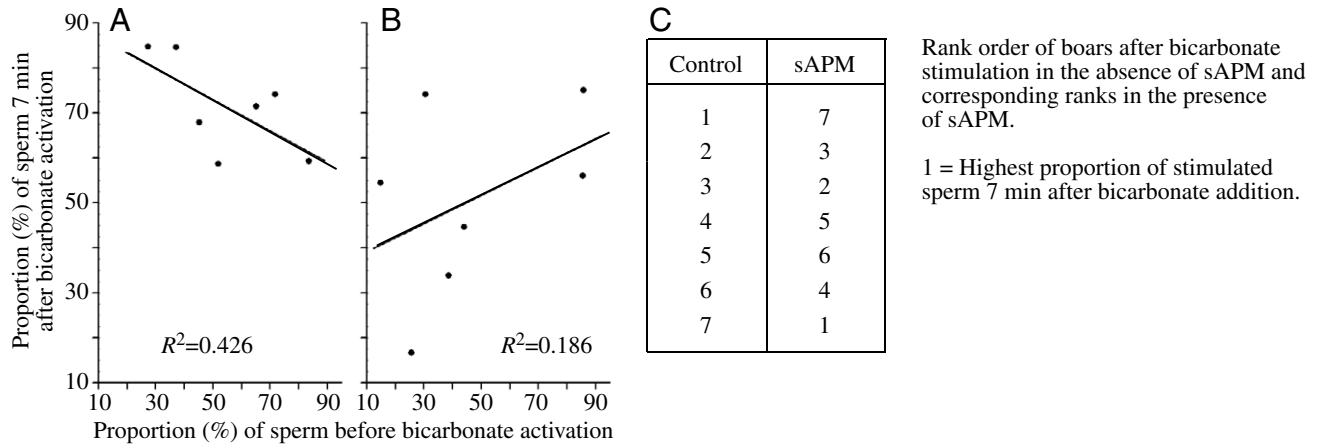 A
B
C
90
70
50
30
10
Proportion (%) of sperm 7 min
after bicarbonate activation
R²=0.426
R²=0.186
10 30 50 70 90
10 30 50 70 90
Proportion (%) of sperm before bicarbonate activation
Control sAPM
1 7
2 3
3 2
4 5
5 6
6 4
7 1
Rank order of boars after bicarbonate
stimulation in the absence of sAPM and
corresponding ranks in the presence
of sAPM.
1 = Highest proportion of stimulated
sperm 7 min after bicarbonate addition.